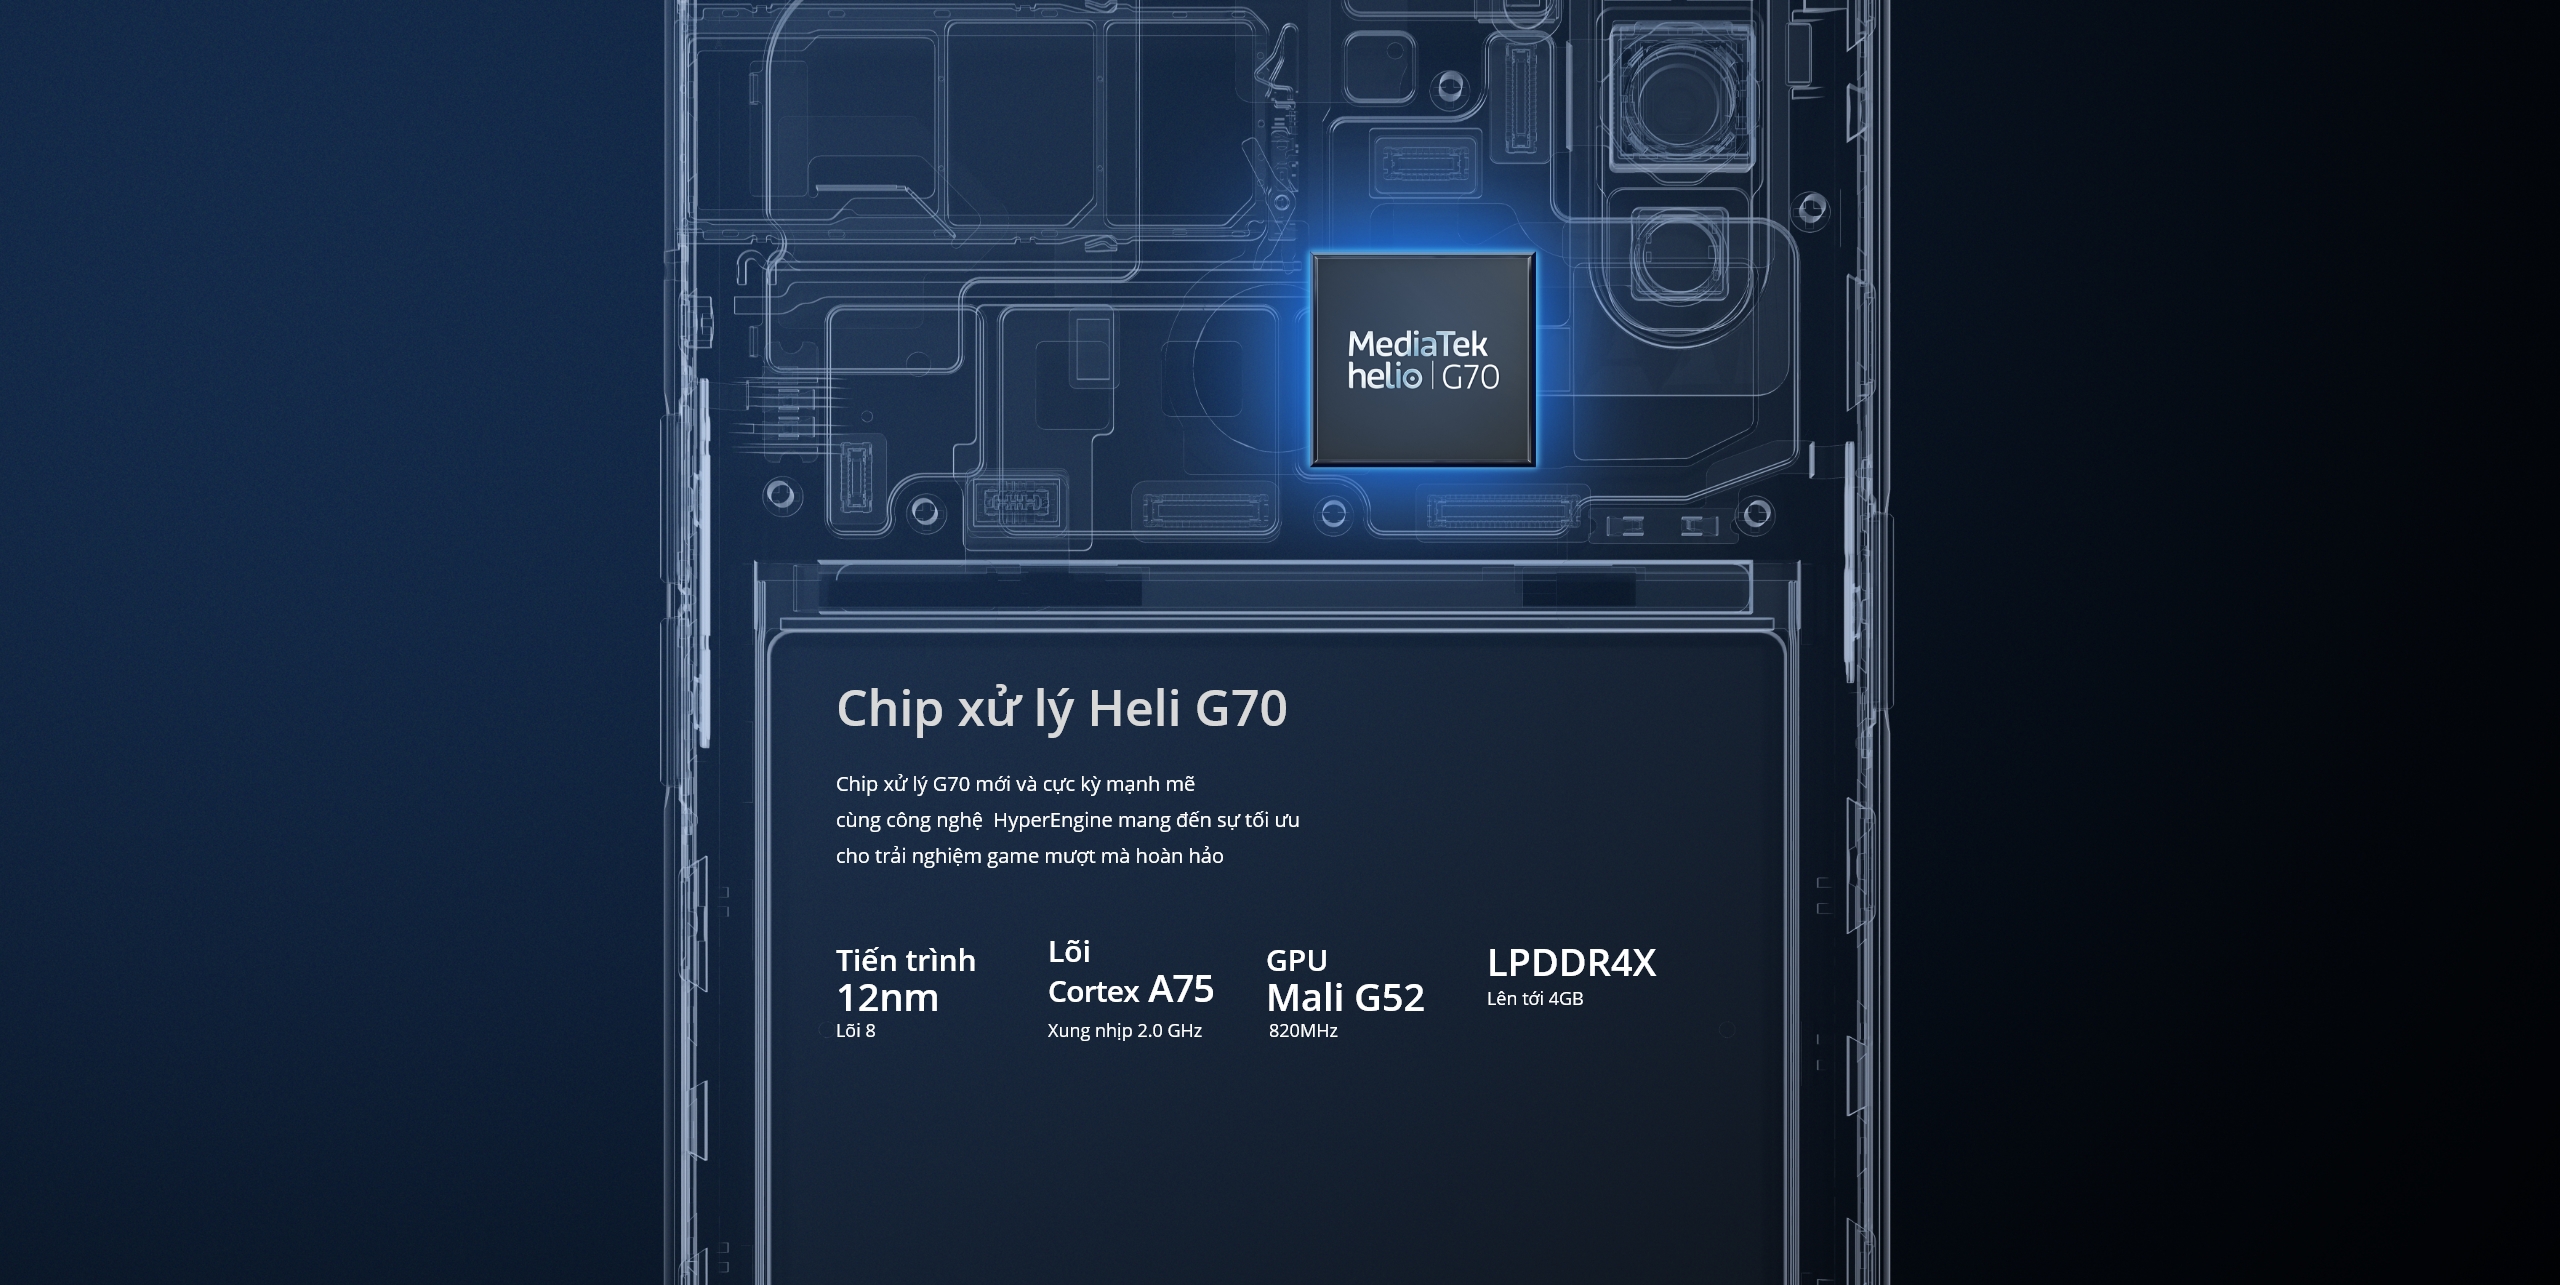 MediaTek
helio | G70
Chip xử lý Heli G70
Chip xử lý G70 mới và cực kỳ mạnh mẽ
cùng công nghệ HyperEngine mang đến sự tối ưu
cho trải nghiệm game mượt mà hoàn hảo
Tiến trình
12nm
Lõi 8
Lõi
Cortex A75
Xung nhịp 2.0 GHz
GPU
Mali G52
820MHz
LPDDR4X
Lên tới 4GB